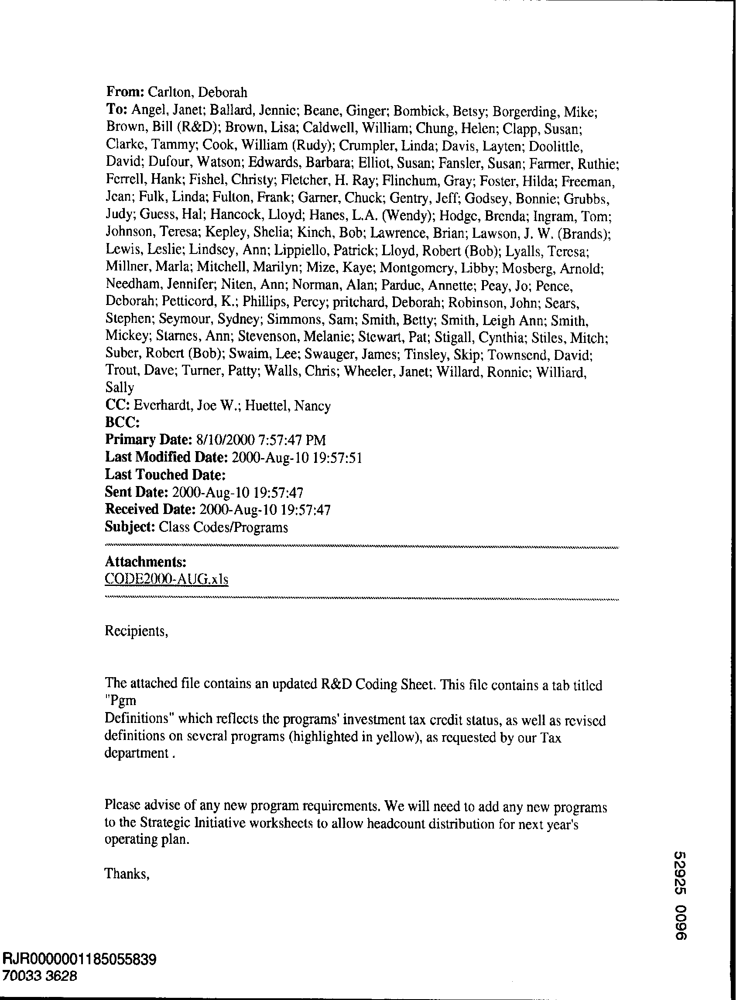 From: Carlton, Deborah
To: Angel, Janet; Ballard, Jennie; Beane, Ginger; Bombick, Betsy; Borgerding, Mike;
Brown, Bill (R&D); Brown, Lisa; Caldwell, William; Chung, Helen; Clapp, Susan;
Clarke, Tammy; Cook, William (Rudy); Crumpler, Linda; Davis, Layten; Doolittle,
David; Dufour, Watson; Edwards, Barbara; Elliot, Susan; Fansler, Susan; Farmer, Ruthie;
Ferrell, Hank; Fishel, Christy; Fletcher, H. Ray; Flinchum, Gray; Foster, Hilda; Freeman,
Jean; Fulk, Linda; Fulton, Frank; Garner, Chuck; Gentry, Jeff; Godsey, Bonnie; Grubbs,
Judy; Guess, Hal; Hancock, Lloyd; Hanes, L.A. (Wendy); Hodge, Brenda; Ingram, Tom;
Johnson, Teresa; Kepley, Shelia; Kinch, Bob; Lawrence, Brian; Lawson, J. W. (Brands);
Lewis, Leslie; Lindsey, Ann; Lippiello, Patrick; Lloyd, Robert (Bob); Lyalls, Teresa;
Millner, Marla; Mitchell, Marilyn; Mize, Kaye; Montgomery, Libby; Mosberg, Arnold;
Needham, Jennifer; Niten, Ann; Norman, Alan; Pardue, Annette; Peay, Jo; Pence,
Deborah; Petticord, K.; Phillips, Percy; pritchard, Deborah; Robinson, John; Sears,
Stephen; Seymour, Sydney; Simmons, Sam; Smith, Betty; Smith, Leigh Ann; Smith,
Mickey; Starnes, Ann; Stevenson, Melanie; Stewart, Pat; Stigall, Cynthia; Stiles, Mitch;
Suber, Robert (Bob); Swaim, Lee; Swauger, James; Tinsley, Skip; Townsend, David;
Trout, Dave; Turner, Patty; Walls, Chris; Wheeler, Janet; Willard, Ronnie; Williard,
Sally
CC: Everhardt, Joe W.; Huettel, Nancy
BCC:
Primary Date: 8/10/2000 7:57:47 PM
Last Modified Date: 2000-Aug-10 19:57:51
Last Touched Date:
Sent Date: 2000-Aug-10 19:57:47
Received Date: 2000-Aug-10 19:57:47
Subject: Class Codes/Programs
Attachments:
CODE2000-AUG.xls
Recipients,
The attached file contains an updated R&D Coding Sheet. This file contains a tab titled
"Pgm
Definitions" which reflects the programs' investment tax credit status, as well as revised
definitions on several programs (highlighted in yellow), as requested by our Tax
department .
Please advise of any new program requirements. We will need to add any new programs
to the Strategic Initiative worksheets to allow headcount distribution for next year's
operating plan.
Thanks,
52925 0096
RJR0000001185055839
70033 3628